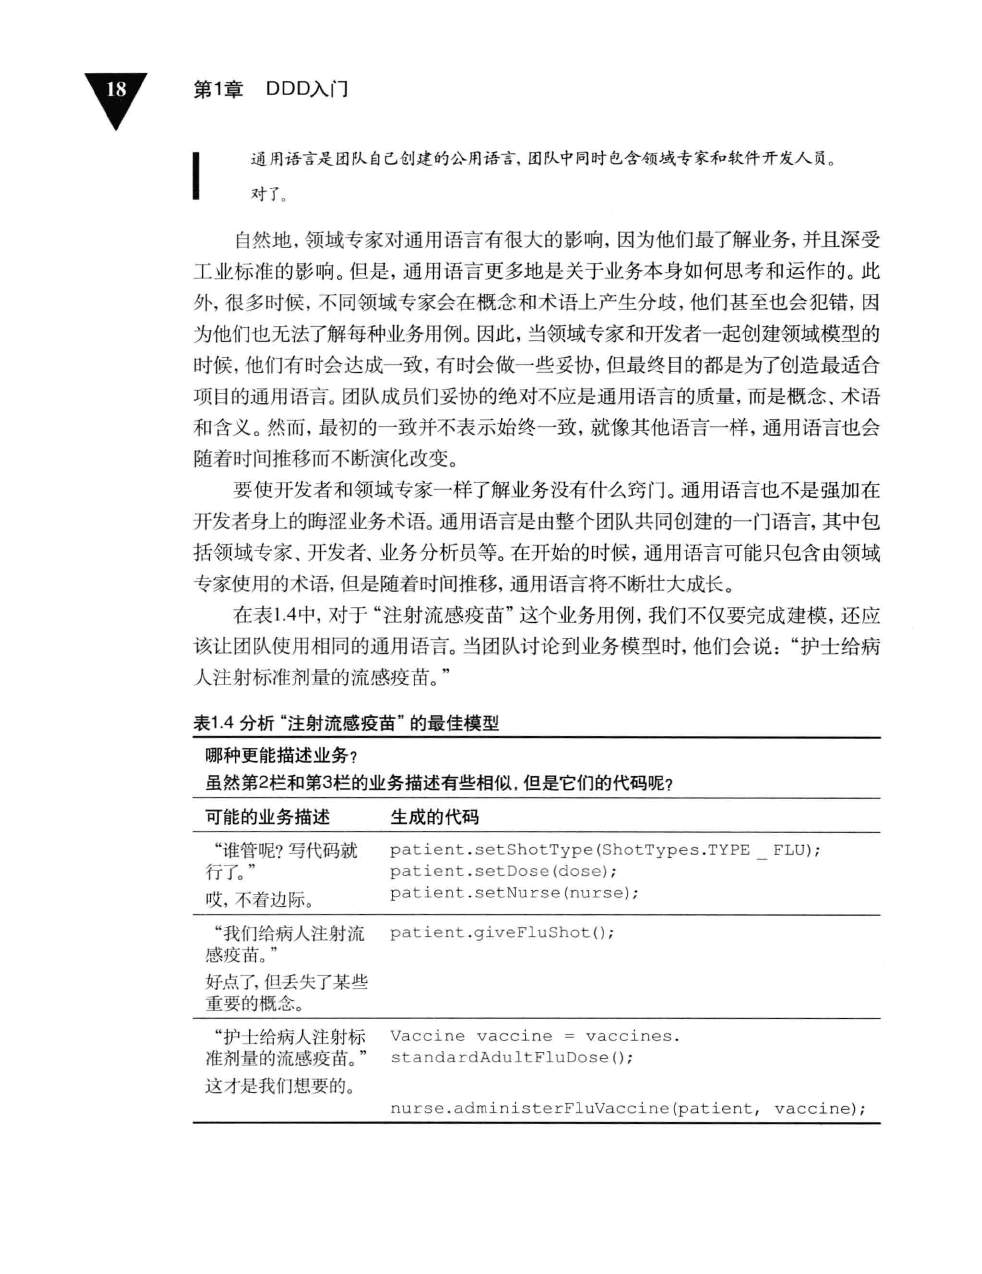 18
第1章 DDD入门
通用语言是团队自己创建的公用语言, 团队中同时包含领域专家和软件开发人员。
对了。
自然地, 领域专家对通用语言有很大的影响, 因为他们最了解业务, 并且深受
工业标准的影响。但是, 通用语言更多地是关于业务本身如何思考和运作的。此
外, 很多时候, 不同领域专家会在概念和术语上产生分歧, 他们甚至也会犯错, 因
为他们也无法了解每种业务用例。因此, 当领域专家和开发者一起创建领域模型的
时候, 他们有时会达成一致, 有时会做一些妥协, 但最终目的都是为了创造最适合
项目的通用语言。团队成员们妥协的绝对不应是通用语言的质量, 而是概念、术语
和含义。然而, 最初的一致并不表示始终一致, 就像其他语言一样, 通用语言也会
随着时间推移而不断演化改变。
要使开发者和领域专家一样了解业务没有什么窍门。通用语言也不是强加在
开发者身上的晦涩业务术语。通用语言是由整个团队共同创建的一门语言, 其中包
括领域专家、开发者、业务分析员等。在开始的时候, 通用语言可能只包含由领域
专家使用的术语, 但是随着时间推移, 通用语言将不断壮大成长。
在表1.4中, 对于“注射流感疫苗”这个业务用例, 我们不仅要完成建模, 还应
该让团队使用相同的通用语言。当团队讨论到业务模型时, 他们会说：“护士给病
人注射标准剂量的流感疫苗。”
表1.4 分析“注射流感疫苗”的最佳模型
哪种更能描述业务?
虽然第2栏和第3栏的业务描述有些相似, 但是它们的代码呢?
可能的业务描述 生成的代码
“谁管呢? 写代码就 patient.setShotType(ShotTypes.TYPE _ FLU);
行了。” patient.setDose(dose);
哎, 不着边际。 patient.setNurse(nurse);
“我们给病人注射流 patient.giveFluShot();
感疫苗。”
好点了, 但丢失了某些
重要的概念。
“护士给病人注射标 Vaccine vaccine = vaccines.
准剂量的流感疫苗。” standardAdultFluDose();
这才是我们想要的。
nurse.administerFluVaccine(patient, vaccine);